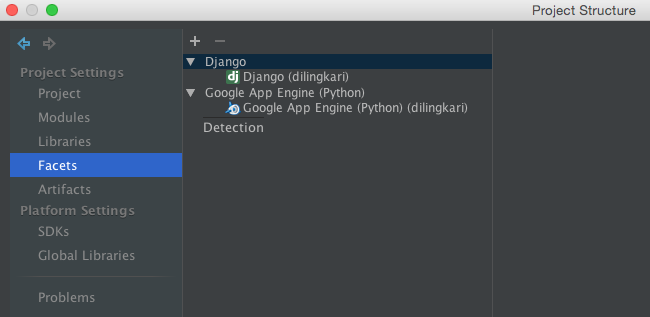 Project Structure
Project Settings
Project
Modules
Libraries
Facets
Artifacts
Platform Settings
SDKs
Global Libraries
Problems
Django
dj Django (dilingkari)
Google App Engine (Python)
Google App Engine (Python) (dilingkari)
Detection